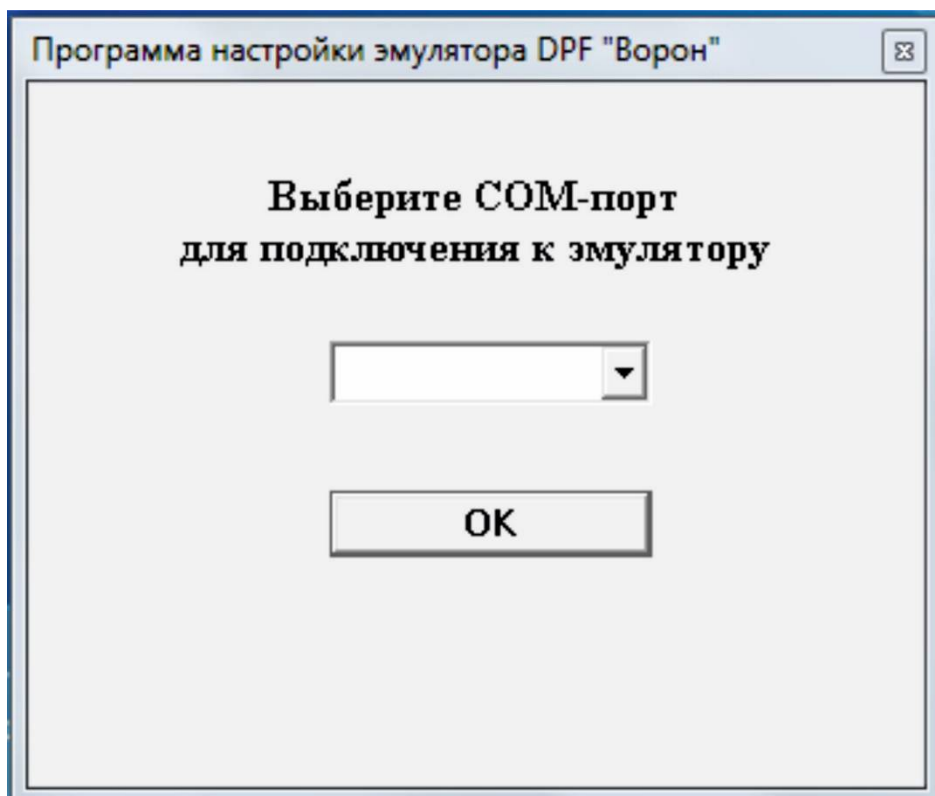 Программа настройки эмулятора DPF "Ворон"
Выберите COM-порт
для подключения к эмулятору
OK